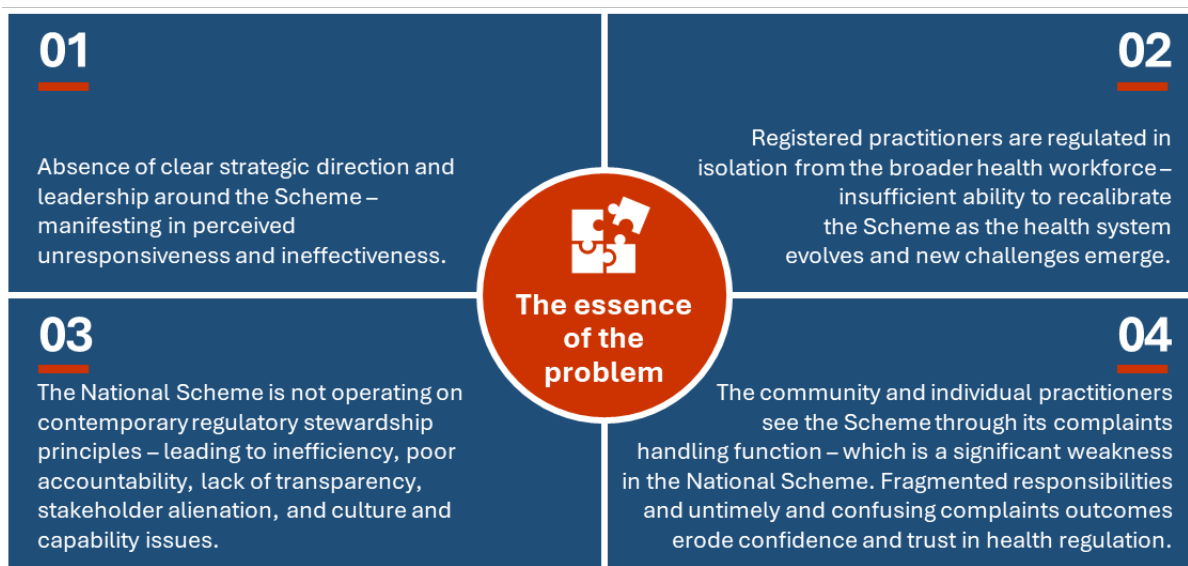 01
Absence of clear strategic direction and
leadership around the Scheme –
manifesting in perceived
unresponsiveness and ineffectiveness.
02
Registered practitioners are regulated in
isolation from the broader health workforce –
insufficient ability to recalibrate
the Scheme as the health system
evolves and new challenges emerge.
The essence
of the
problem
03
The National Scheme is not operating on
contemporary regulatory stewardship
principles – leading to inefficiency, poor
accountability, lack of transparency,
stakeholder alienation, and culture and
capability issues.
04
The community and individual practitioners
see the Scheme through its complaints
handling function – which is a significant weakness
in the National Scheme. Fragmented responsibilities
and untimely and confusing complaints outcomes
erode confidence and trust in health regulation.